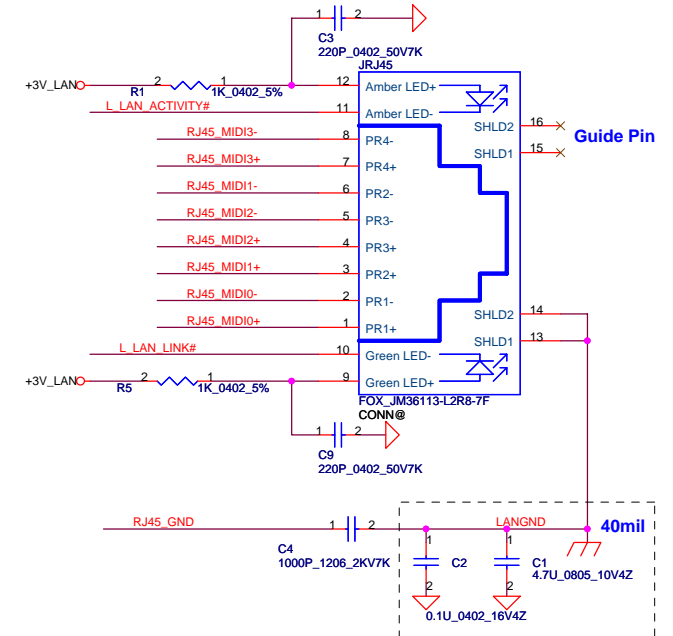 1 2
C3
220P_0402_50V7K
JRJ45
+3V_LAN 2 1 12 Amber LED+
R1 1K_0402_5%
L_LAN_ACTIVITY# 11 Amber LED-
SHLD2 16
RJ45_MIDI3- 8 PR4-
Guide Pin
SHLD1 15
RJ45_MIDI3+ 7 PR4+
RJ45_MIDI1- 6 PR2-
RJ45_MIDI2- 5 PR3-
RJ45_MIDI2+ 4 PR3+
RJ45_MIDI1+ 3 PR2+
RJ45_MIDI0- 2 PR1-
SHLD2 14
RJ45_MIDI0+ 1 PR1+
SHLD1 13
L_LAN_LINK# 10 Green LED-
+3V_LAN 2 1 9 Green LED+
R5 1K_0402_5%
FOX_JM36113-L2R8-7F
CONN@
1 2
C9
220P_0402_50V7K
RJ45_GND 1 2 LANGND 40mil
C4
1000P_1206_2KV7K
1 1
C2 C1
4.7U_0805_10V4Z
2 2
0.1U_0402_16V4Z